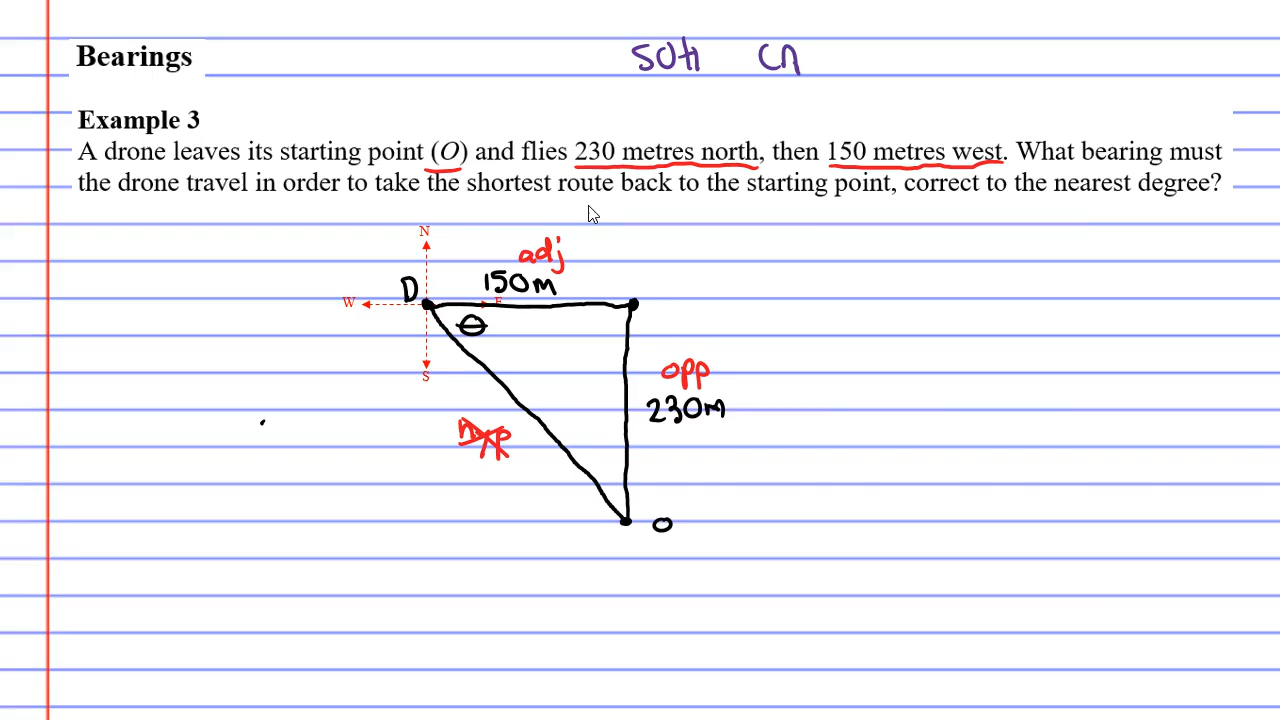 Bearings
SOH CA
Example 3
A drone leaves its starting point (O) and flies 230 metres north, then 150 metres west. What bearing must
the drone travel in order to take the shortest route back to the starting point, correct to the nearest degree?
N
adj
150m
D
W
E
θ
S
opp
230m
hyp
O